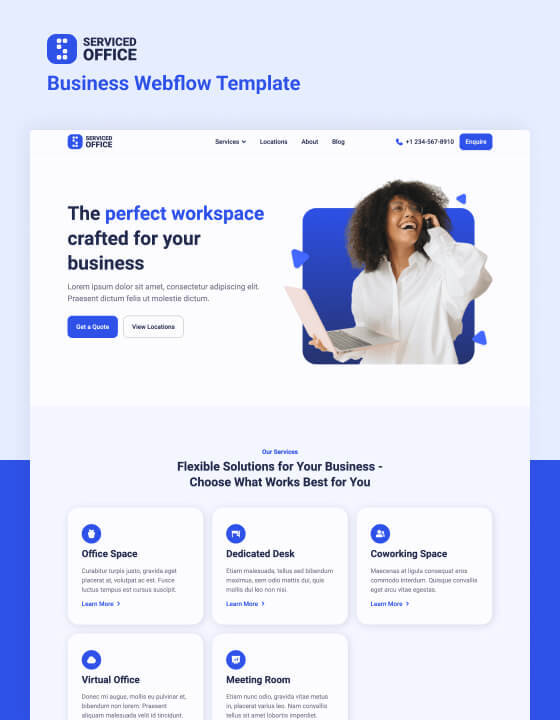 SERVICED
OFFICE
Business Webflow Template
SERVICED
OFFICE
Services
Locations
About
Blog
+1 234-567-8910
Enquire
The perfect workspace
crafted for your
business
Lorem ipsum dolor sit amet, consectetur adipiscing elit.
Praesent dictum felis ut molestie dictum.
Get a Quote
View Locations
Our Services
Flexible Solutions for Your Business -
Choose What Works Best for You
Office Space
Curabitur turpis justo, gravida eget
placerat at, volutpat ac est. Fusce
luctus tempus est cursus suscipit.
Learn More
Dedicated Desk
Etiam malesuada, tellus sed bibendum
maximus, sem odio mattis dui, quis
mollis dui leo non nisi.
Learn More
Coworking Space
Maecenas at ligula consequat eros
commodo interdum. Quisque convallis
eget arcu vitae egestas.
Learn More
Virtual Office
Donec mi augue, mollis eu pulvinar et,
bibendum non lorem. Praesent
aliquam malesuada velit id tincidunt.
Meeting Room
Etiam nunc odio, gravida vitae metus
in, placerat varius leo. Nam convallis
tellus sit amet lobortis imperdiet.